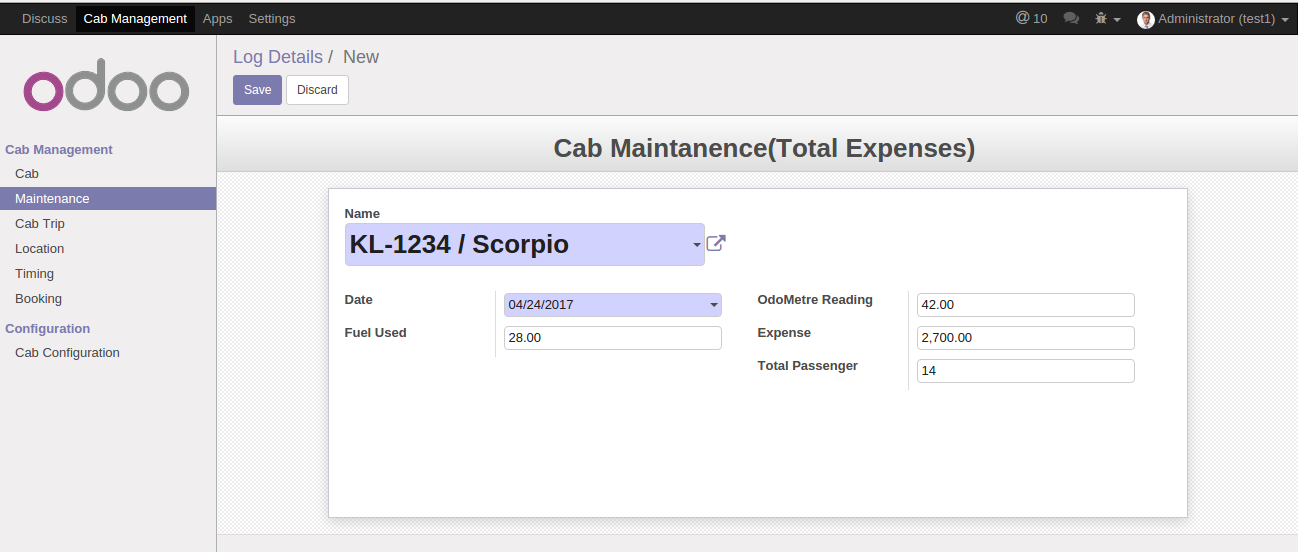 Discuss Cab Management Apps Settings @ 10 Administrator (test1)
odoo
Log Details / New
Save Discard
Cab Management
Cab
Maintenance
Cab Trip
Location
Timing
Booking
Configuration
Cab Configuration
Cab Maintanence(Total Expenses)
Name
KL-1234 / Scorpio
Date 04/24/2017
Fuel Used 28.00
OdoMetre Reading 42.00
Expense 2,700.00
Total Passenger 14